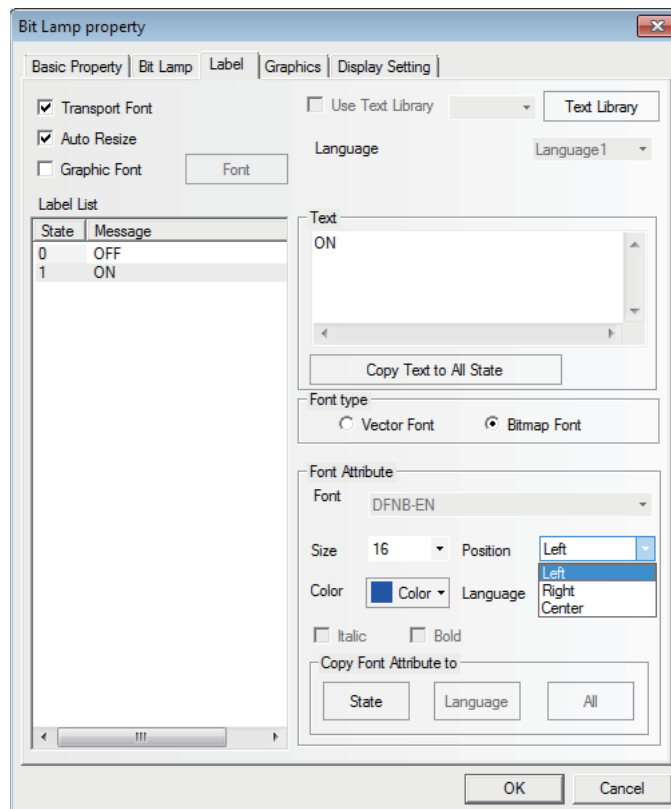 Bit Lamp property
Basic Property Bit Lamp Label Graphics Display Setting
Transport Font
Use Text Library
Text Library
Auto Resize
Language
Language1
Graphic Font
Font
Label List
State Message
0 OFF
1 ON
Text
ON
Copy Text to All State
Font type
Vector Font
Bitmap Font
Font Attribute
Font
DFNB-EN
Size
16
Position
Left
Left
Right
Center
Color
Color
Language
Italic
Bold
Copy Font Attribute to
State
Language
All
OK
Cancel